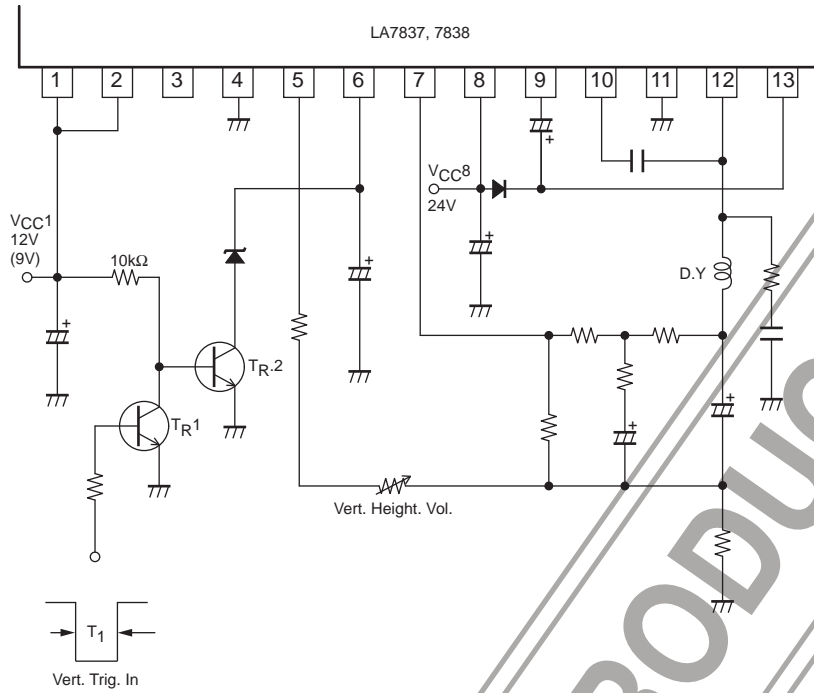 LA7837, 7838
1 2 3 4 5 6 7 8 9 10 11 12 13
VCC8
24V
VCC1
12V
(9V)
10kΩ
D.Y
TR.2
TR1
Vert. Height. Vol.
T1
Vert. Trig. In
PRODUC